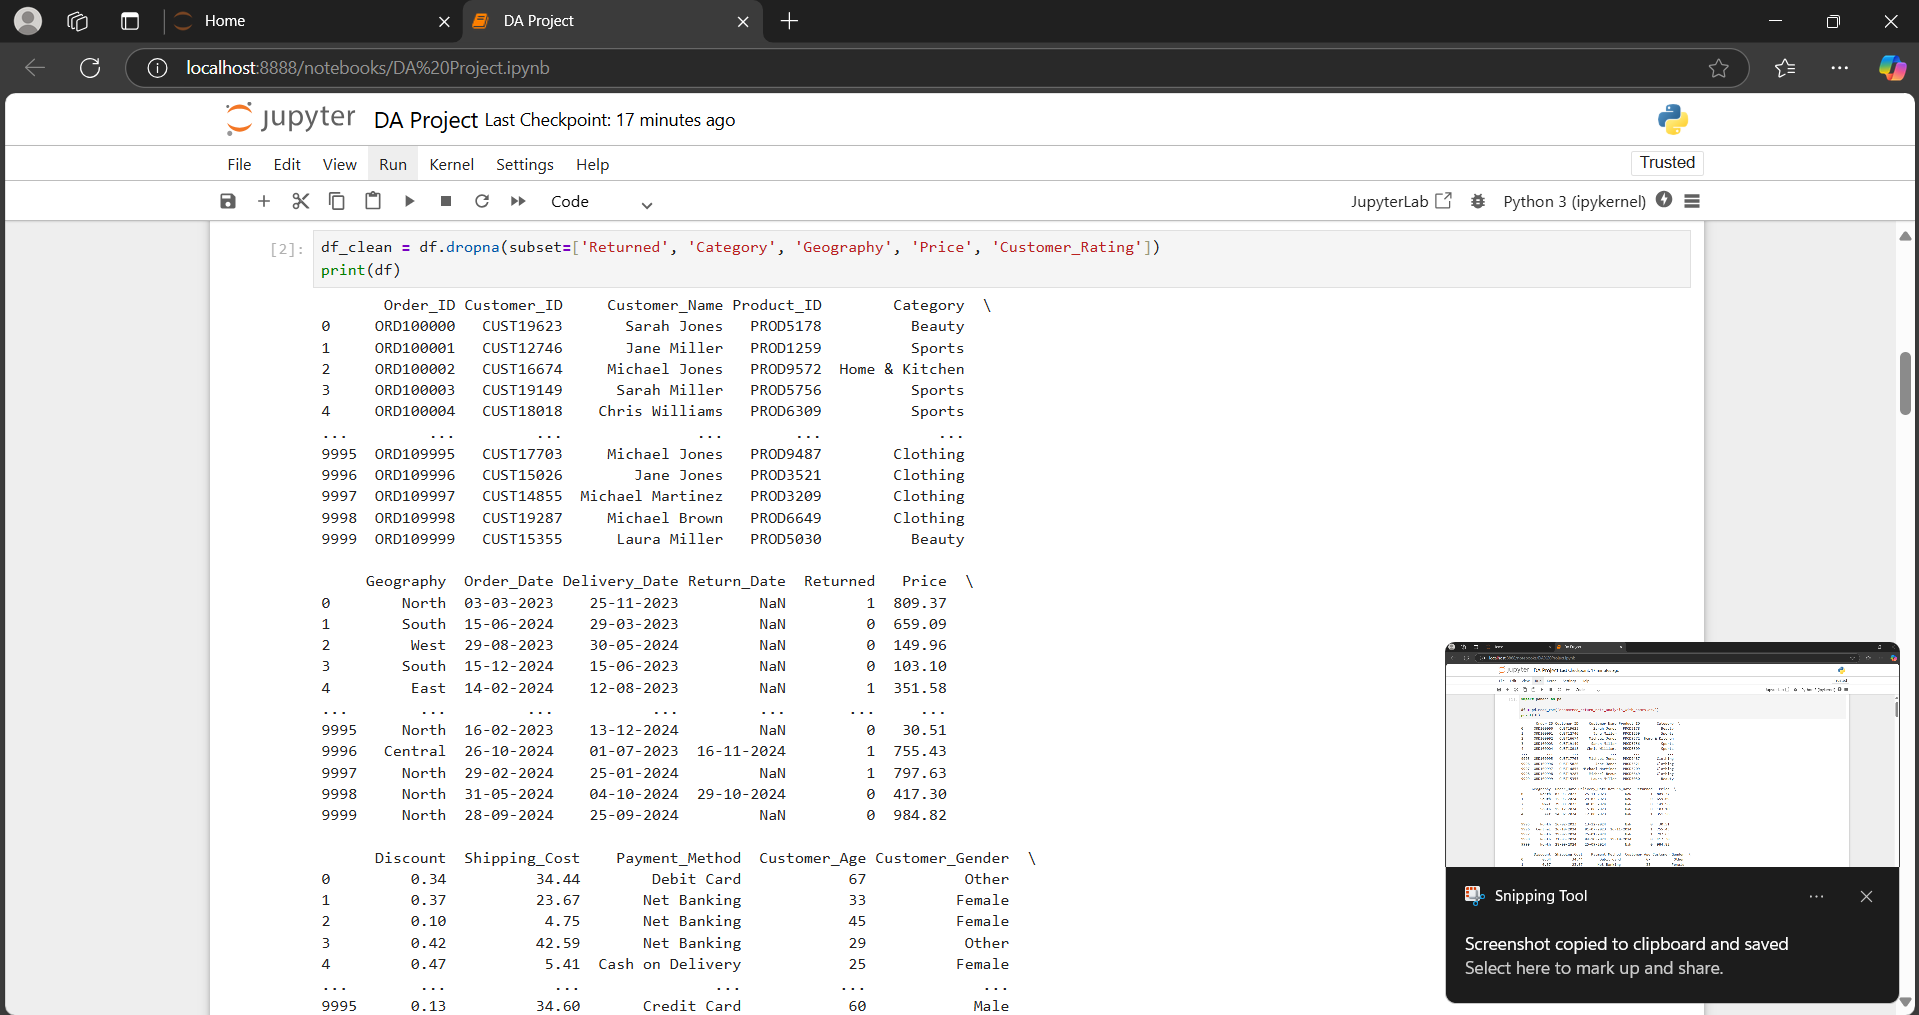 Home
DA Project
localhost:8888/notebooks/DA%20Project.ipynb
jupyter DA Project Last Checkpoint: 17 minutes ago
File Edit View Run Kernel Settings Help
Trusted
Code
JupyterLab
Python 3 (ipykernel)
[2]: df_clean = df.dropna(subset=['Returned', 'Category', 'Geography', 'Price', 'Customer_Rating'])
print(df)
Order_ID Customer_ID Customer_Name Product_ID Category \
0 ORD100000 CUST19623 Sarah Jones PROD5178 Beauty
1 ORD100001 CUST12746 Jane Miller PROD1259 Sports
2 ORD100002 CUST16674 Michael Jones PROD9572 Home & Kitchen
3 ORD100003 CUST19149 Sarah Miller PROD5756 Sports
4 ORD100004 CUST18018 Chris Williams PROD6309 Sports
... ... ... ... ... ...
9995 ORD109995 CUST17703 Michael Jones PROD9487 Clothing
9996 ORD109996 CUST15026 Jane Jones PROD3521 Clothing
9997 ORD109997 CUST14855 Michael Martinez PROD3209 Clothing
9998 ORD109998 CUST19287 Michael Brown PROD6649 Clothing
9999 ORD109999 CUST15355 Laura Miller PROD5030 Beauty
Geography Order_Date Delivery_Date Return_Date Returned Price \
0 North 03-03-2023 25-11-2023 NaN 1 809.37
1 South 15-06-2024 29-03-2023 NaN 0 659.09
2 West 29-08-2023 30-05-2024 NaN 0 149.96
3 South 15-12-2024 15-06-2023 NaN 0 103.10
4 East 14-02-2024 12-08-2023 NaN 1 351.58
... ... ... ... ... ... ...
9995 North 16-02-2023 13-12-2024 NaN 0 30.51
9996 Central 26-10-2024 01-07-2023 16-11-2024 1 755.43
9997 North 29-02-2024 25-01-2024 NaN 1 797.63
9998 North 31-05-2024 04-10-2024 29-10-2024 0 417.30
9999 North 28-09-2024 25-09-2024 NaN 0 984.82
Discount Shipping_Cost Payment_Method Customer_Age Customer_Gender \
0 0.34 34.44 Debit Card 67 Other
1 0.37 23.67 Net Banking 33 Female
2 0.10 4.75 Net Banking 45 Female
3 0.42 42.59 Net Banking 29 Other
4 0.47 5.41 Cash on Delivery 25 Female
... ... ... ... ... ...
9995 0.13 34.60 Credit Card 60 Male
Snipping Tool
Screenshot copied to clipboard and saved
Select here to mark up and share.